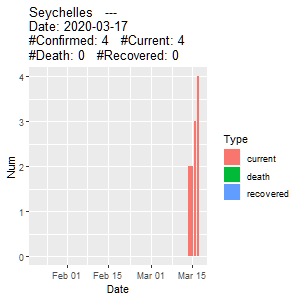 Seychelles   ---
Date: 2020-03-17
#Confirmed: 4   #Current: 4
#Death: 0   #Recovered: 0
4
3
2
1
0
Num
Feb 01
Feb 15
Mar 01
Mar 15
Date
Type
current
death
recovered